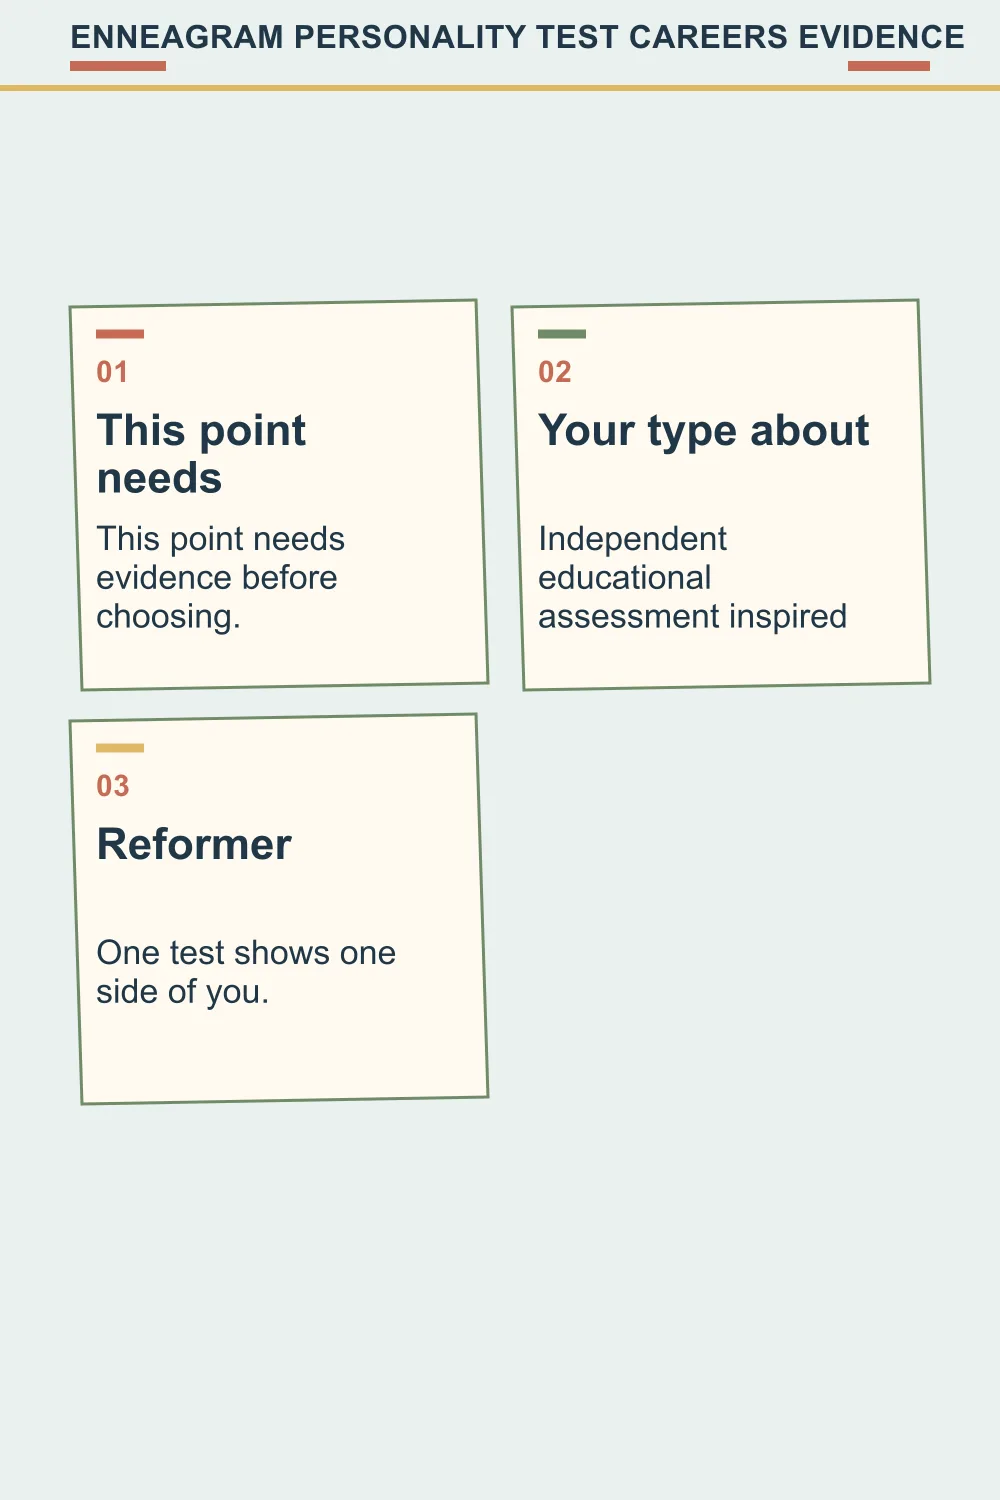 ENNEAGRAM PERSONALITY TEST CAREERS EVIDENCE
01
This point
needs
This point needs
evidence before
choosing.
02
Your type about
Independent
educational
assessment inspired
03
Reformer
One test shows one
side of you.